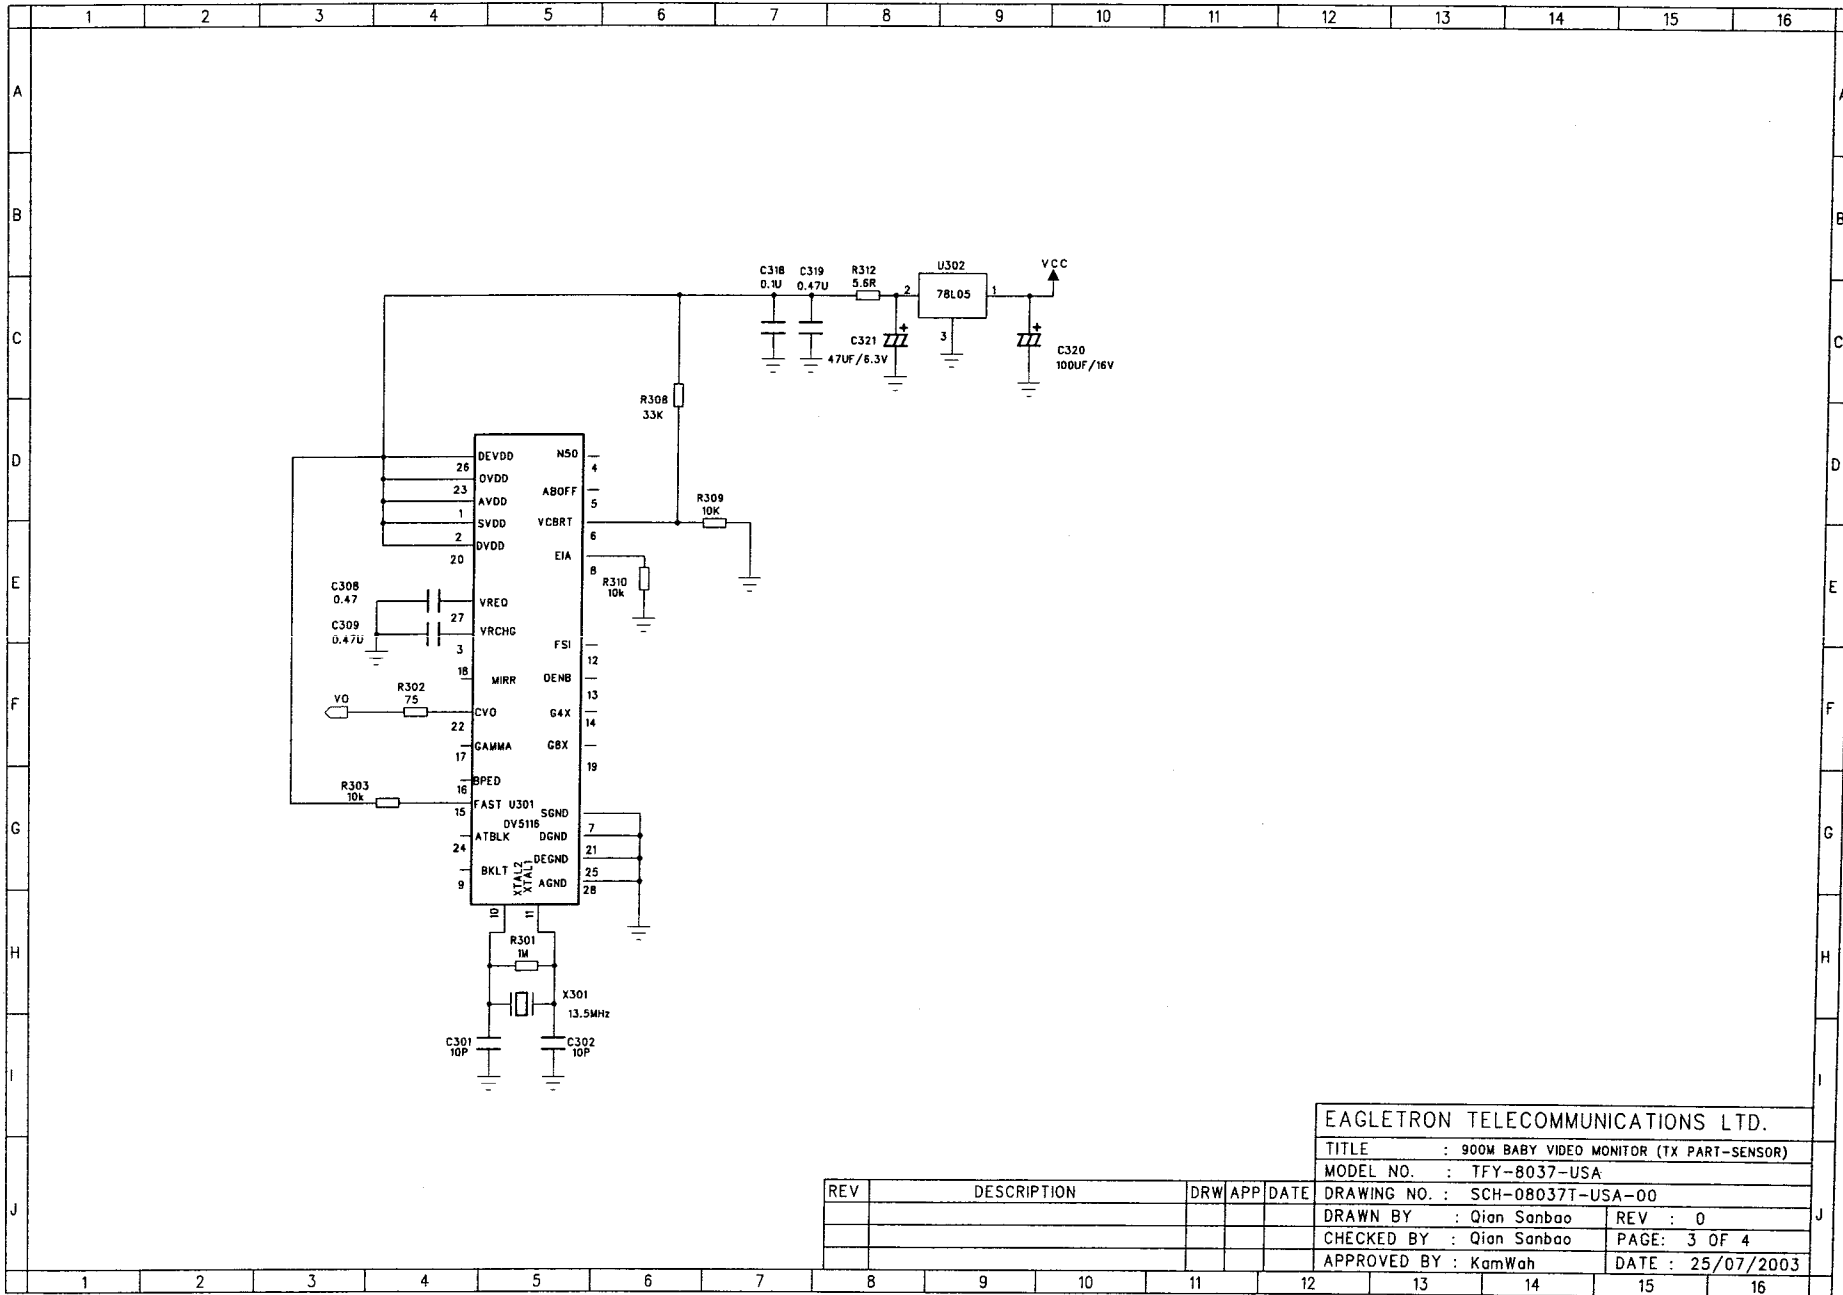 1 2 3 4 5 6 7 8 9 10 11 12 13 14 15 16
A A
B B
C C
D D
E E
F F
G G
H H
I I
J J
C318 0.1U
C319 0.47U
R312 5.6R
U302
78L05
2 1 3
VCC
C321
47UF/6.3V
C320
100UF/16V
R308
33K
DEVDD 26
OVDD 23
AVDD 1
SVDD 2
DVDD 20
VREQ 27
VRCHG 3
18 MIRR
CVO 22
GAMMA 17
BPED 16
FAST 15
ATBLK 24
BKLT 9
U301
DV5116
N50 4
ABOFF 5
VCBRT 6
EIA 8
FSI 12
OENB 13
G4X 14
G8X 19
SGND 7
DGND 21
DEGND 25
AGND 28
XTAL2 10
XTAL1 11
R309
10K
R310
10k
C308
0.47
C309
0.47U
VO
R302
75
R303
10k
R301
1M
X301
13.5MHz
C301
10P
C302
10P
EAGLETRON TELECOMMUNICATIONS LTD.
TITLE : 900M BABY VIDEO MONITOR (TX PART-SENSOR)
MODEL NO. : TFY-8037-USA
REV DESCRIPTION DRW APP DATE
DRAWING NO. : SCH-08037T-USA-00
DRAWN BY : Qian Sanbao REV : 0
CHECKED BY : Qian Sanbao PAGE: 3 OF 4
APPROVED BY : KamWah DATE : 25/07/2003
1 2 3 4 5 6 7 8 9 10 11 12 13 14 15 16